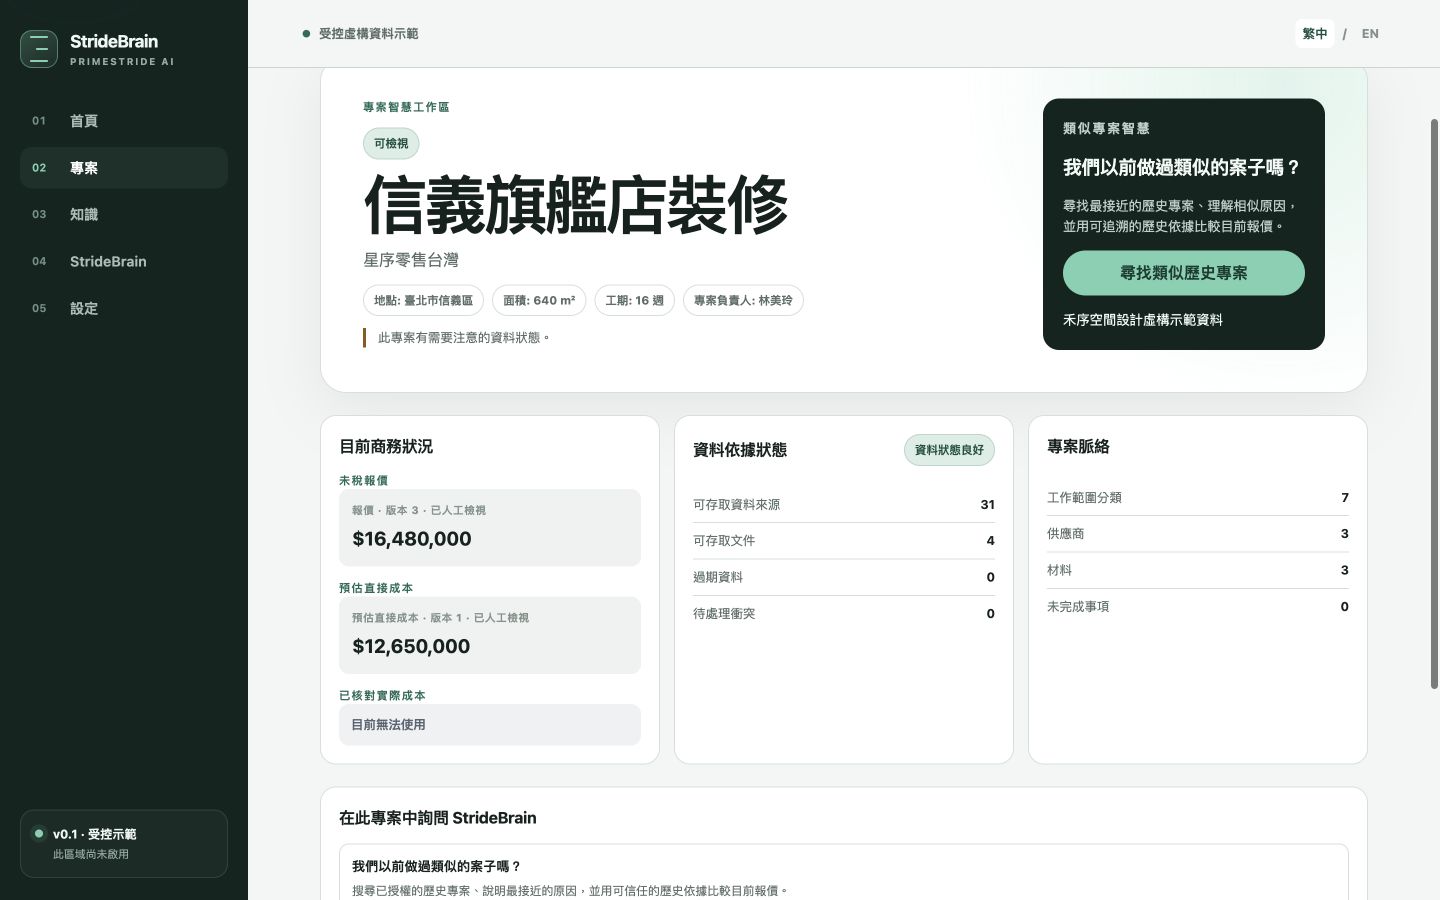 StrideBrain
PRIMESTRIDE AI
01 首頁
02 專案
03 知識
04 StrideBrain
05 設定
v0.1 · 受控示範
此區域尚未啟用
受控虛構資料示範
繁中 / EN
專案智慧工作區
可檢視
信義旗艦店裝修
星序零售台灣
地點: 臺北市信義區
面積: 640 m²
工期: 16 週
專案負責人: 林美玲
此專案有需要注意的資料狀態。
類似專案智慧
我們以前做過類似的案子嗎？
尋找最接近的歷史專案、理解相似原因，
並用可追溯的歷史依據比較目前報價。
尋找類似歷史專案
禾序空間設計虛構示範資料
目前商務狀況
未稅報價
報價 · 版本 3 · 已人工檢視
$16,480,000
預估直接成本
預估直接成本 · 版本 1 · 已人工檢視
$12,650,000
已核對實際成本
目前無法使用
資料依據狀態
資料狀態良好
可存取資料來源 31
可存取文件 4
過期資料 0
待處理衝突 0
專案脈絡
工作範圍分類 7
供應商 3
材料 3
未完成事項 0
在此專案中詢問 StrideBrain
我們以前做過類似的案子嗎？
搜尋已授權的歷史專案、說明最接近的原因，並用可信任的歷史依據比較目前報價。